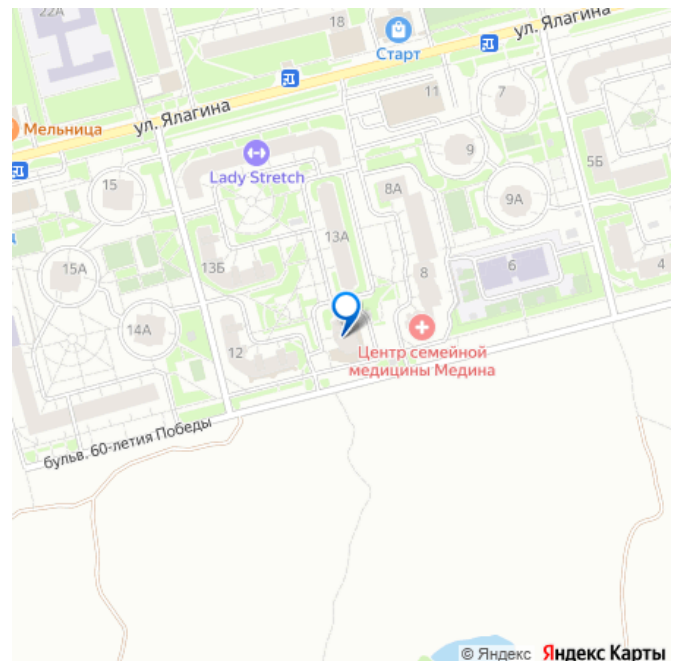 22А
18
Старт
ул. Ялагина
Мельница
ул. Ялагина
11
7
Lady Stretch
9
5Б
15
8А
9А
13А
13Б
15А
8
6
4
14А
12
Центр семейной
медицины Медина
бульв. 60-летия Победы
© Яндекс Яндекс Карты